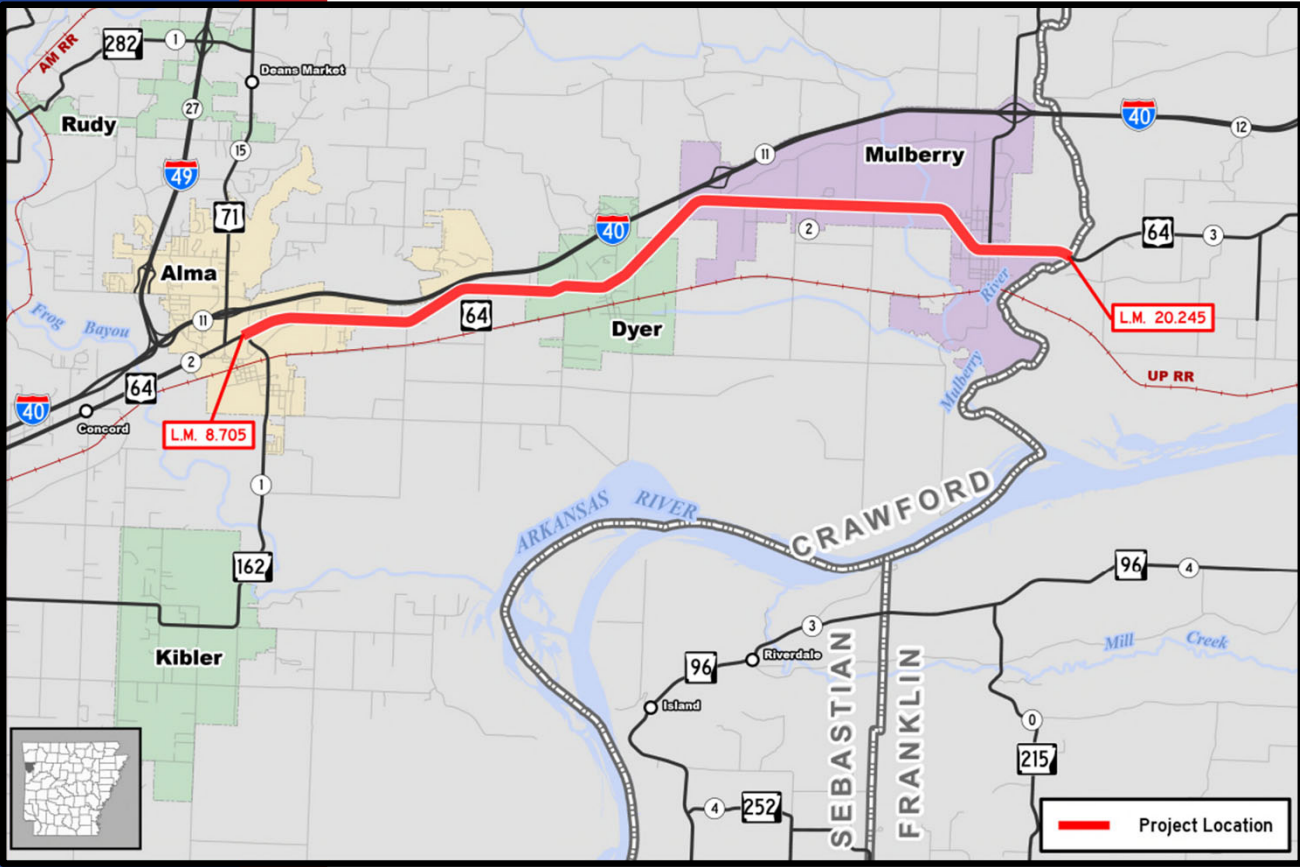 282
1
AM RR
Deans Market
27
Rudy
15
49
71
Alma
40
11
Mulberry
40
12
2
64
3
River
L.M. 20.245
Frog Bayou
11
64
Dyer
2
64
40
Concord
L.M. 8.705
Mulberry
UP RR
1
162
ARKANSAS RIVER
CRAWFORD
Kibler
96
4
3
Riverdale
96
Island
Mill Creek
SEBASTIAN
FRANKLIN
0
215
4
252
Project Location